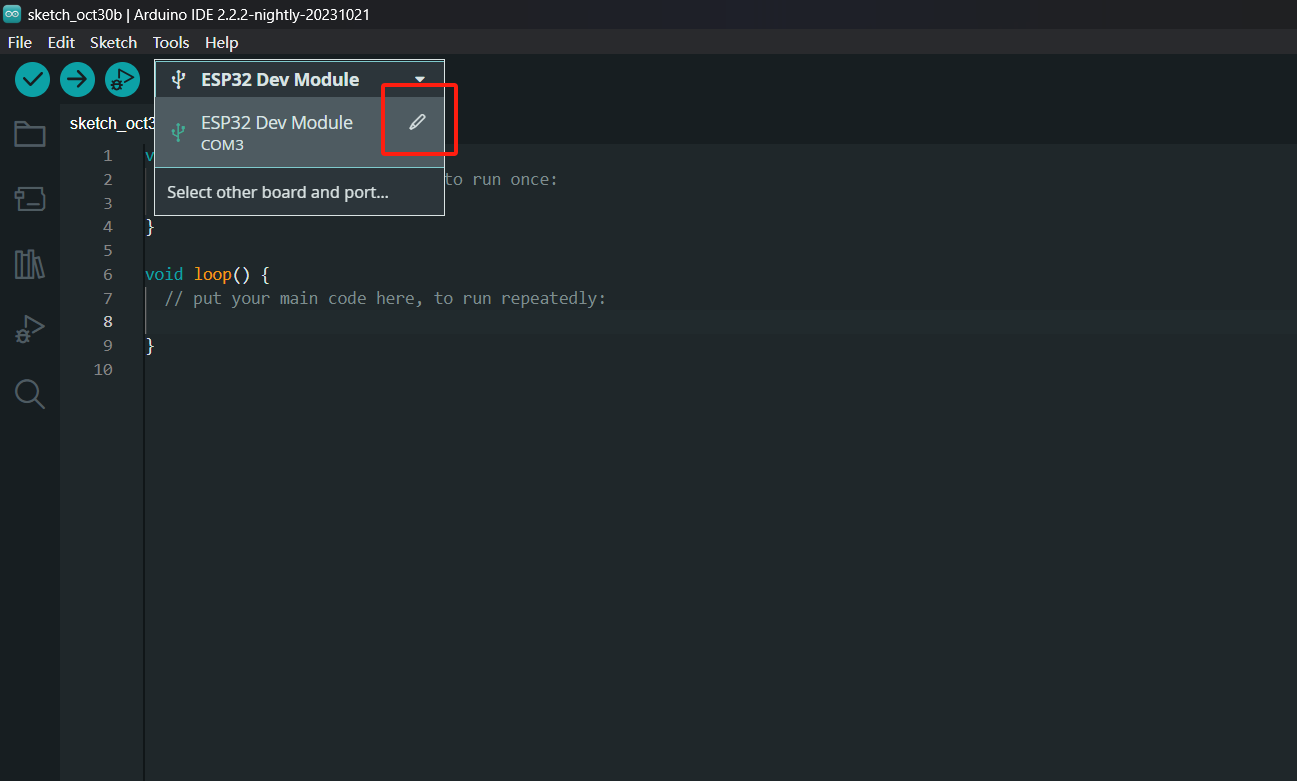 sketch_oct30b | Arduino IDE 2.2.2-nightly-20231021
File Edit Sketch Tools Help
ESP32 Dev Module
ESP32 Dev Module
COM3
Select other board and port...
sketch_oct3
1 v
2 to run once:
3
4 }
5
6 void loop() {
7 // put your main code here, to run repeatedly:
8
9 }
10